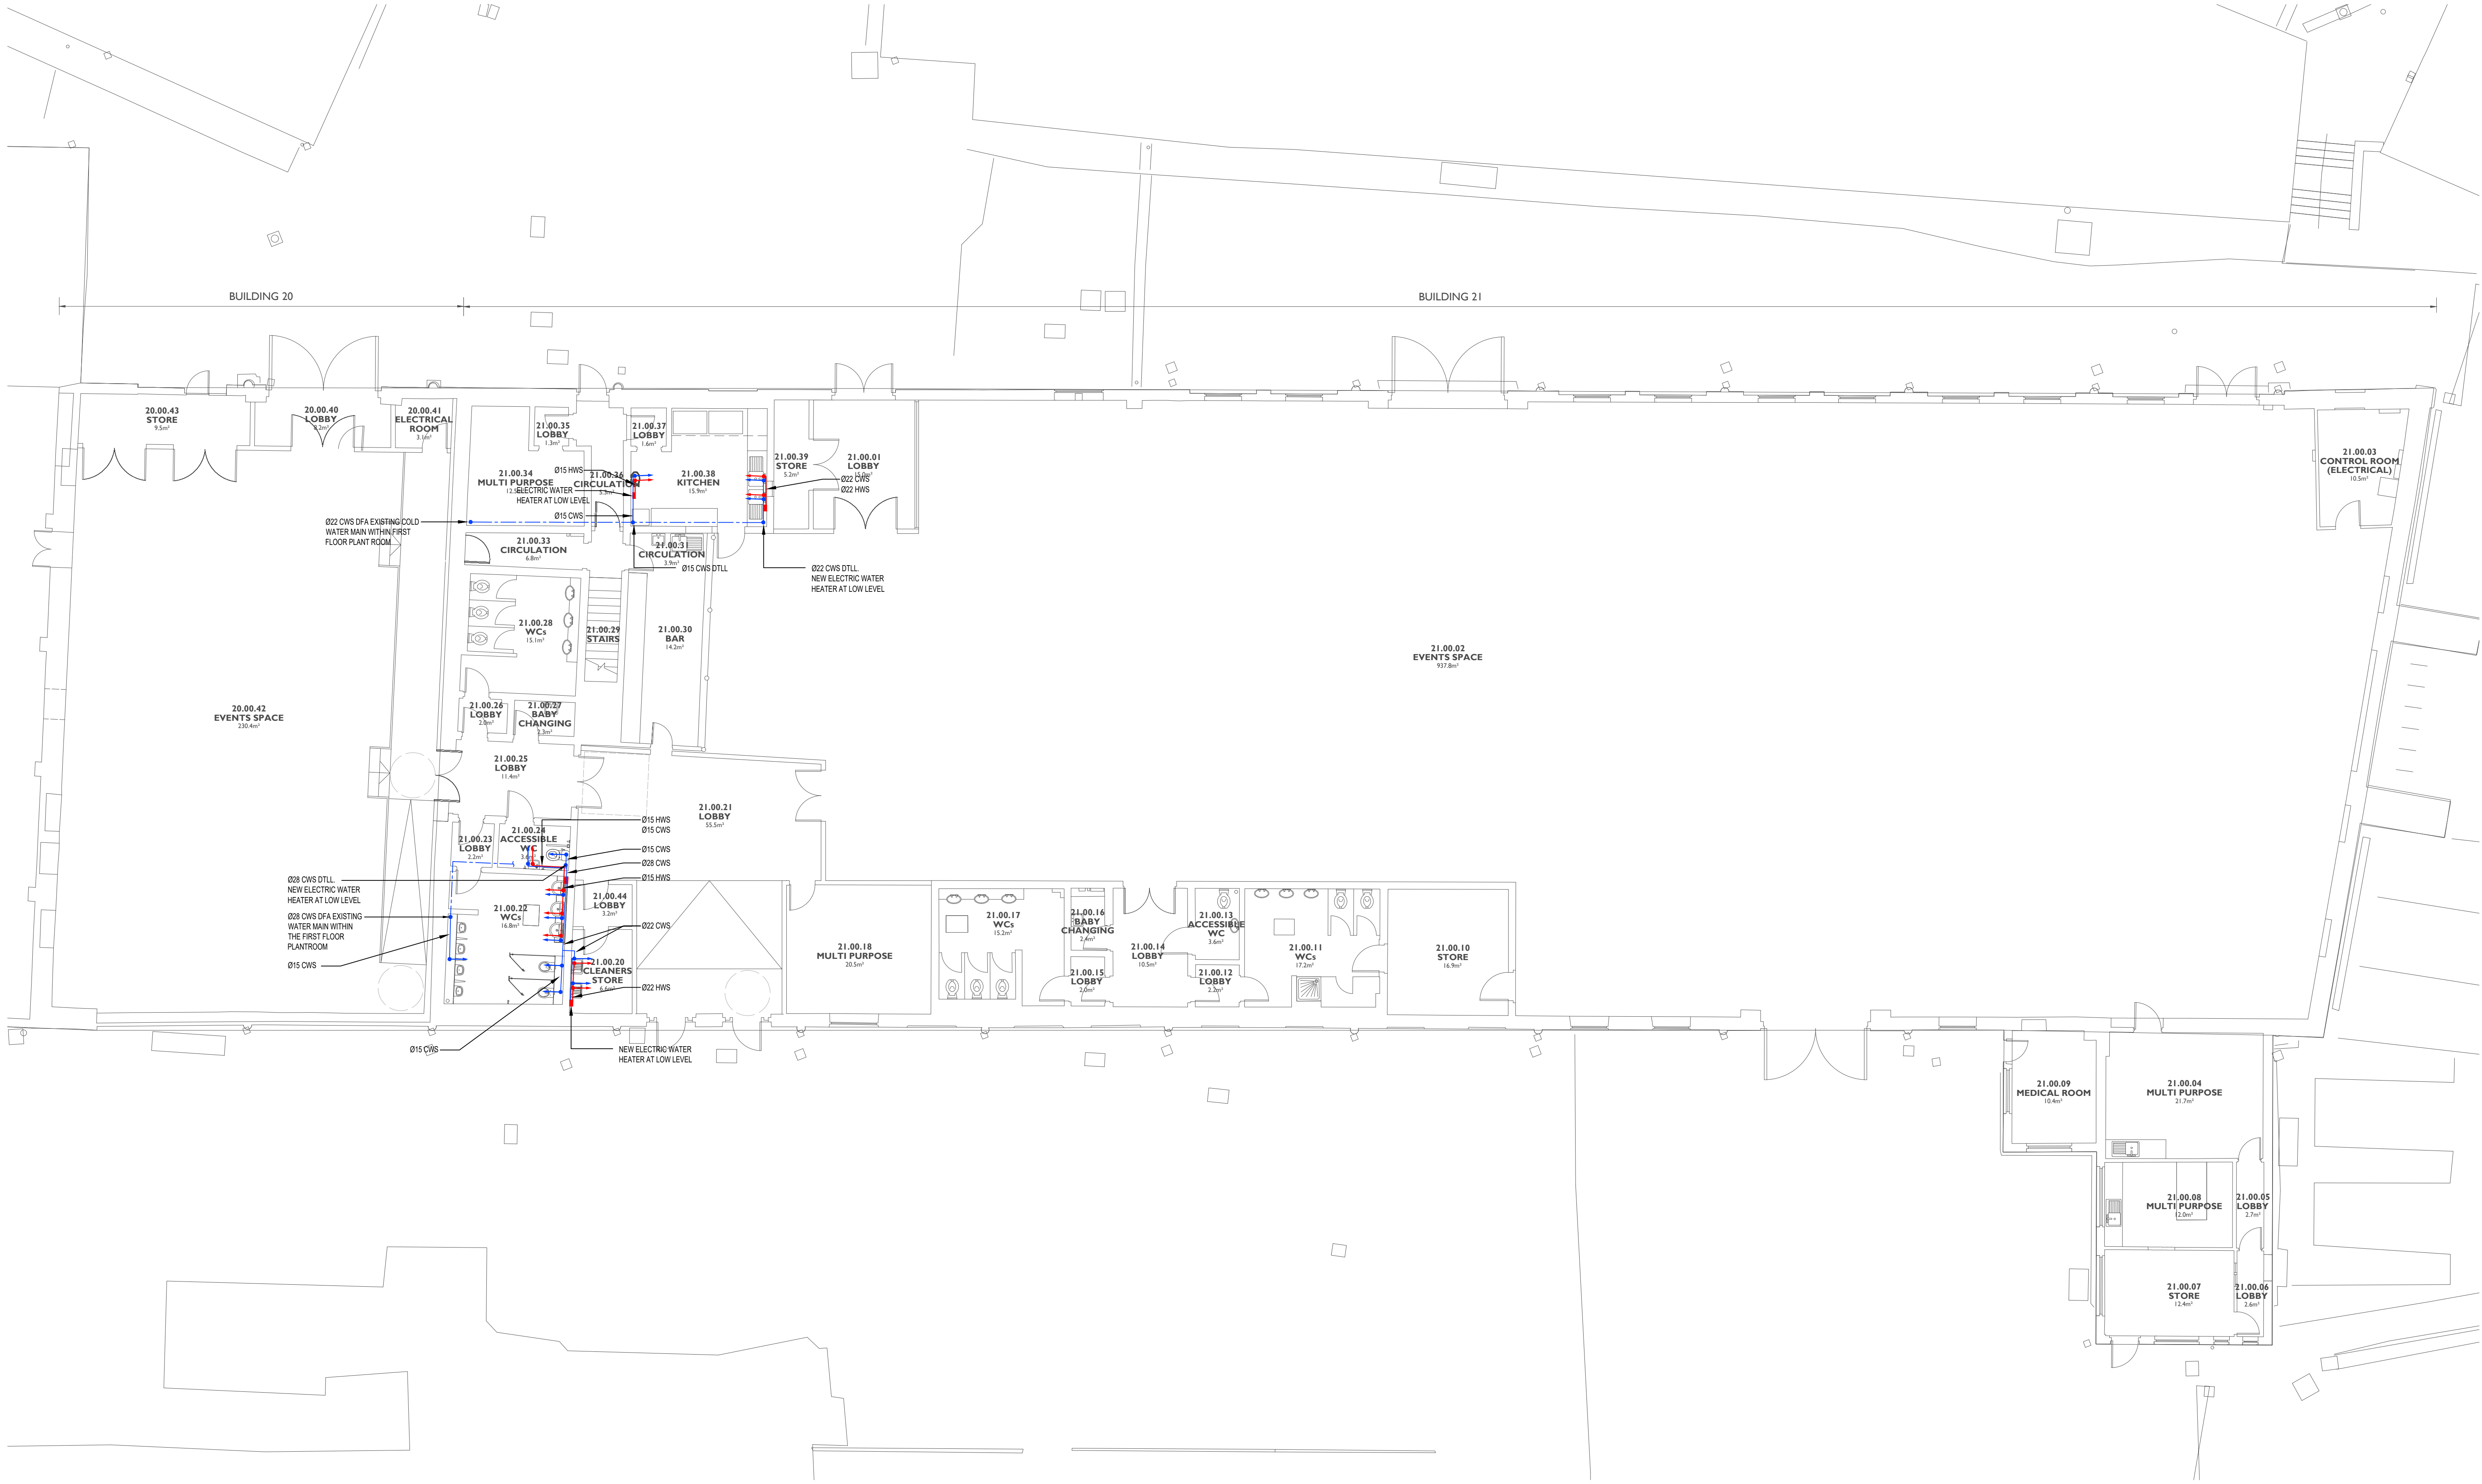 BUILDING 20
BUILDING 21
20.00.43
STORE
9.5m²
20.00.40
LOBBY
8.2m²
20.00.41
ELECTRICAL
ROOM
3.1m²
21.00.35
LOBBY
1.3m²
21.00.37
LOBBY
1.6m²
21.00.34
MULTI PURPOSE
21.00.36
CIRCULATION
5.3m²
21.00.38
KITCHEN
15.9m²
21.00.39
STORE
5.2m²
21.00.01
LOBBY
15.0m²
21.00.03
CONTROL ROOM
(ELECTRICAL)
10.5m²
Ø15 HWS
ELECTRIC WATER
HEATER AT LOW LEVEL
Ø15 CWS
Ø22 CWS
Ø22 HWS
Ø22 CWS DFA EXISTING COLD
WATER MAIN WITHIN FIRST
FLOOR PLANT ROOM
21.00.33
CIRCULATION
6.8m²
21.00.31
CIRCULATION
3.9m²
Ø15 CWS DTLL
Ø22 CWS DTLL.
NEW ELECTRIC WATER
HEATER AT LOW LEVEL
21.00.28
WCs
15.1m²
21.00.29
STAIRS
21.00.30
BAR
14.2m²
21.00.02
EVENTS SPACE
937.8m²
20.00.42
EVENTS SPACE
230.4m²
21.00.26
LOBBY
2.0m²
21.00.27
BABY
CHANGING
2.3m²
21.00.25
LOBBY
11.4m²
21.00.21
LOBBY
55.5m²
21.00.23
LOBBY
2.2m²
21.00.24
ACCESSIBLE
WC
Ø15 HWS
Ø15 CWS
Ø15 CWS
Ø28 CWS
Ø15 HWS
Ø28 CWS DTLL.
NEW ELECTRIC WATER
HEATER AT LOW LEVEL
Ø28 CWS DFA EXISTING
WATER MAIN WITHIN
THE FIRST FLOOR
PLANTROOM
Ø15 CWS
21.00.22
WCs
16.8m²
21.00.44
LOBBY
3.2m²
Ø22 CWS
21.00.20
CLEANERS
STORE
6.6m²
Ø22 HWS
Ø15 CWS
NEW ELECTRIC WATER
HEATER AT LOW LEVEL
21.00.18
MULTI PURPOSE
20.5m²
21.00.17
WCs
15.2m²
21.00.16
BABY
CHANGING
2.4m²
21.00.15
LOBBY
2.0m²
21.00.14
LOBBY
10.5m²
21.00.13
ACCESSIBLE
WC
3.6m²
21.00.12
LOBBY
2.2m²
21.00.11
WCs
17.2m²
21.00.10
STORE
16.9m²
21.00.09
MEDICAL ROOM
10.4m²
21.00.04
MULTI PURPOSE
21.7m²
21.00.08
MULTI PURPOSE
12.0m²
21.00.05
LOBBY
2.7m²
21.00.07
STORE
12.4m²
21.00.06
LOBBY
2.6m²